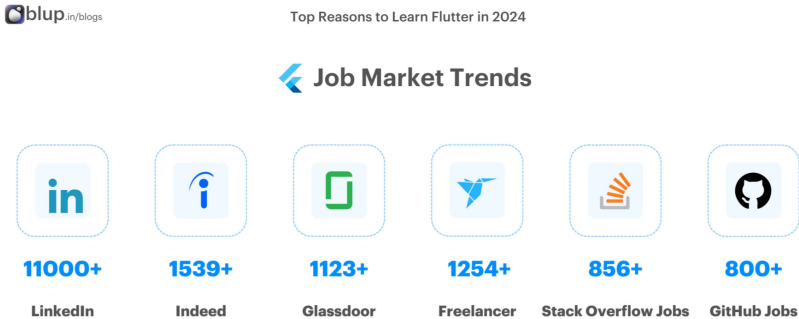 blup.in/blogs
Top Reasons to Learn Flutter in 2024
Job Market Trends
in
11000+ 1539+ 1123+ 1254+ 856+ 800+
LinkedIn Indeed Glassdoor Freelancer Stack Overflow Jobs GitHub Jobs